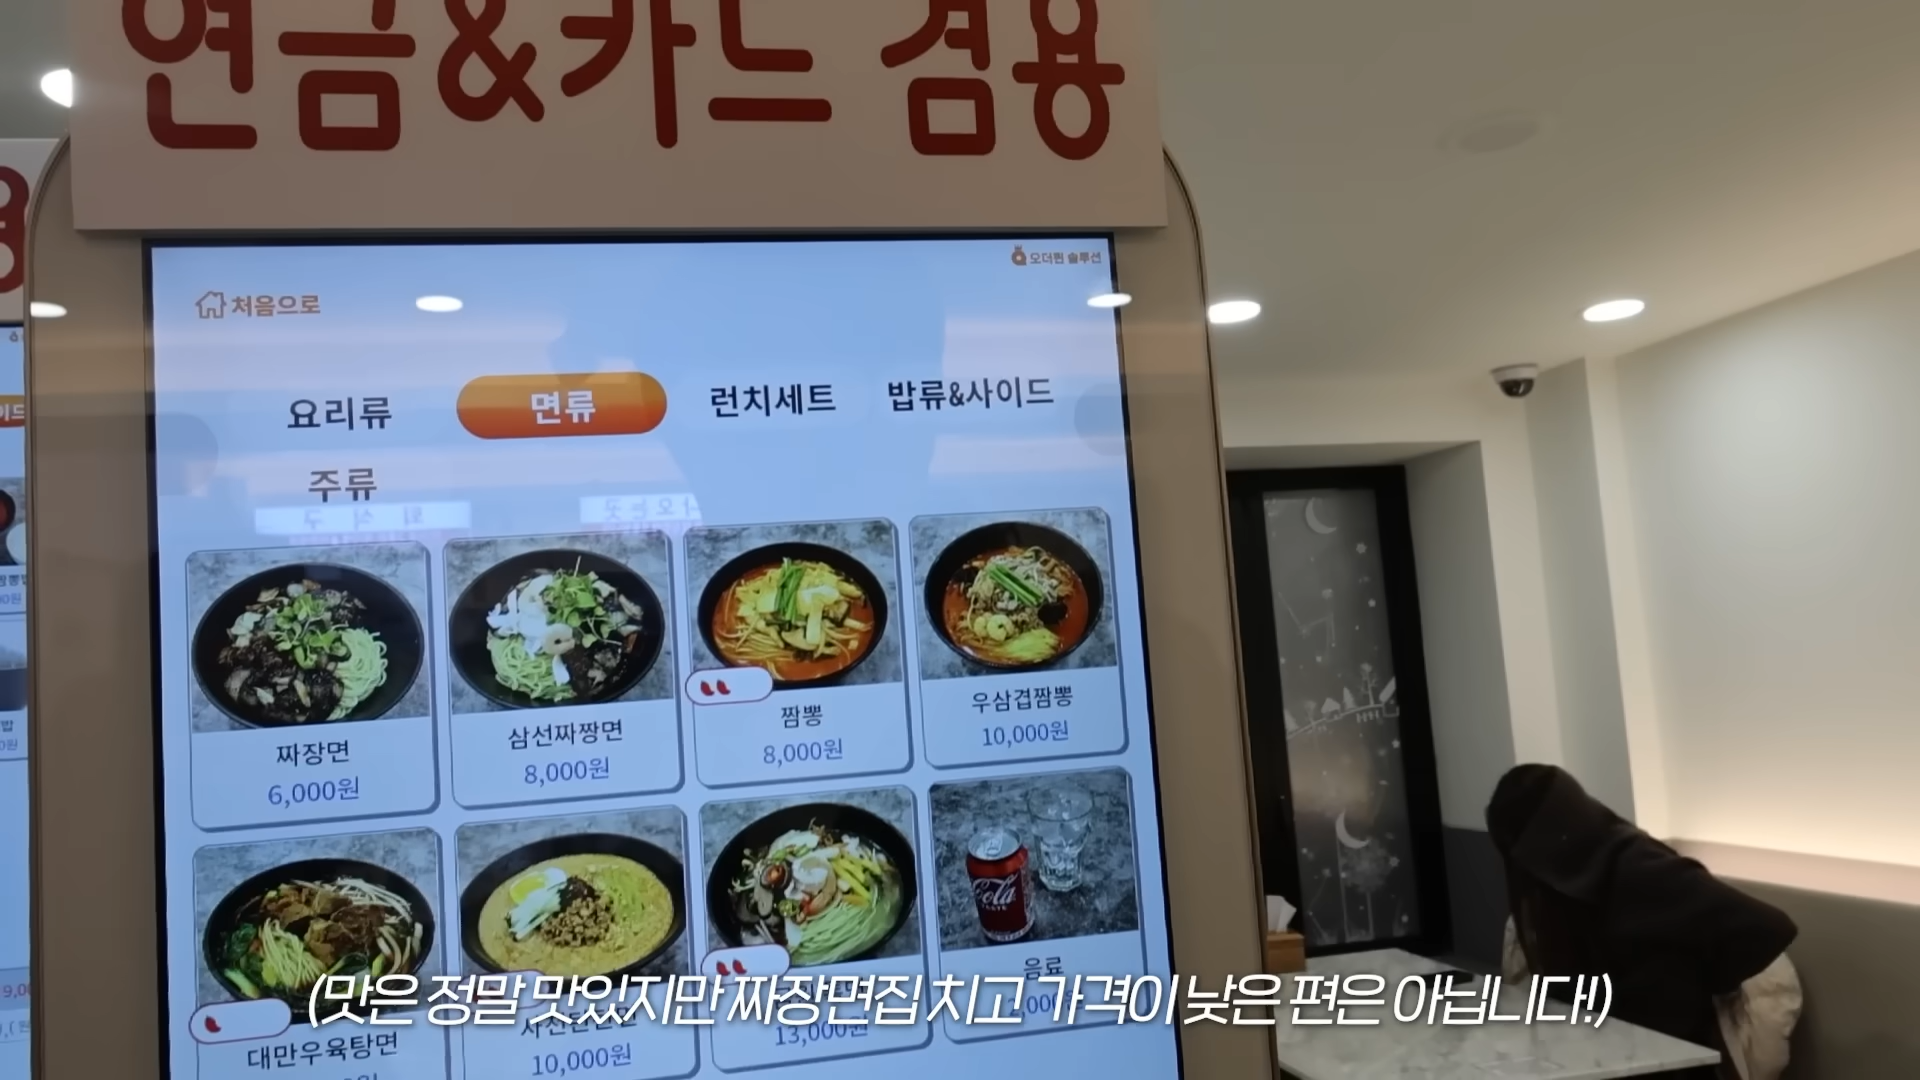 현금&카드 겸용
오더퀸 솔루션
처음으로
요리류
면류
런치세트
밥류&사이드
주류
짜장면
6,000원
삼선짜짱면
8,000원
짬뽕
8,000원
우삼겹짬뽕
10,000원
대만우육탕면
10,000원
13,000원
음료
(맛은 정말 맛있지만 짜장면집 치고 가격이 낮은 편은 아닙니다!)